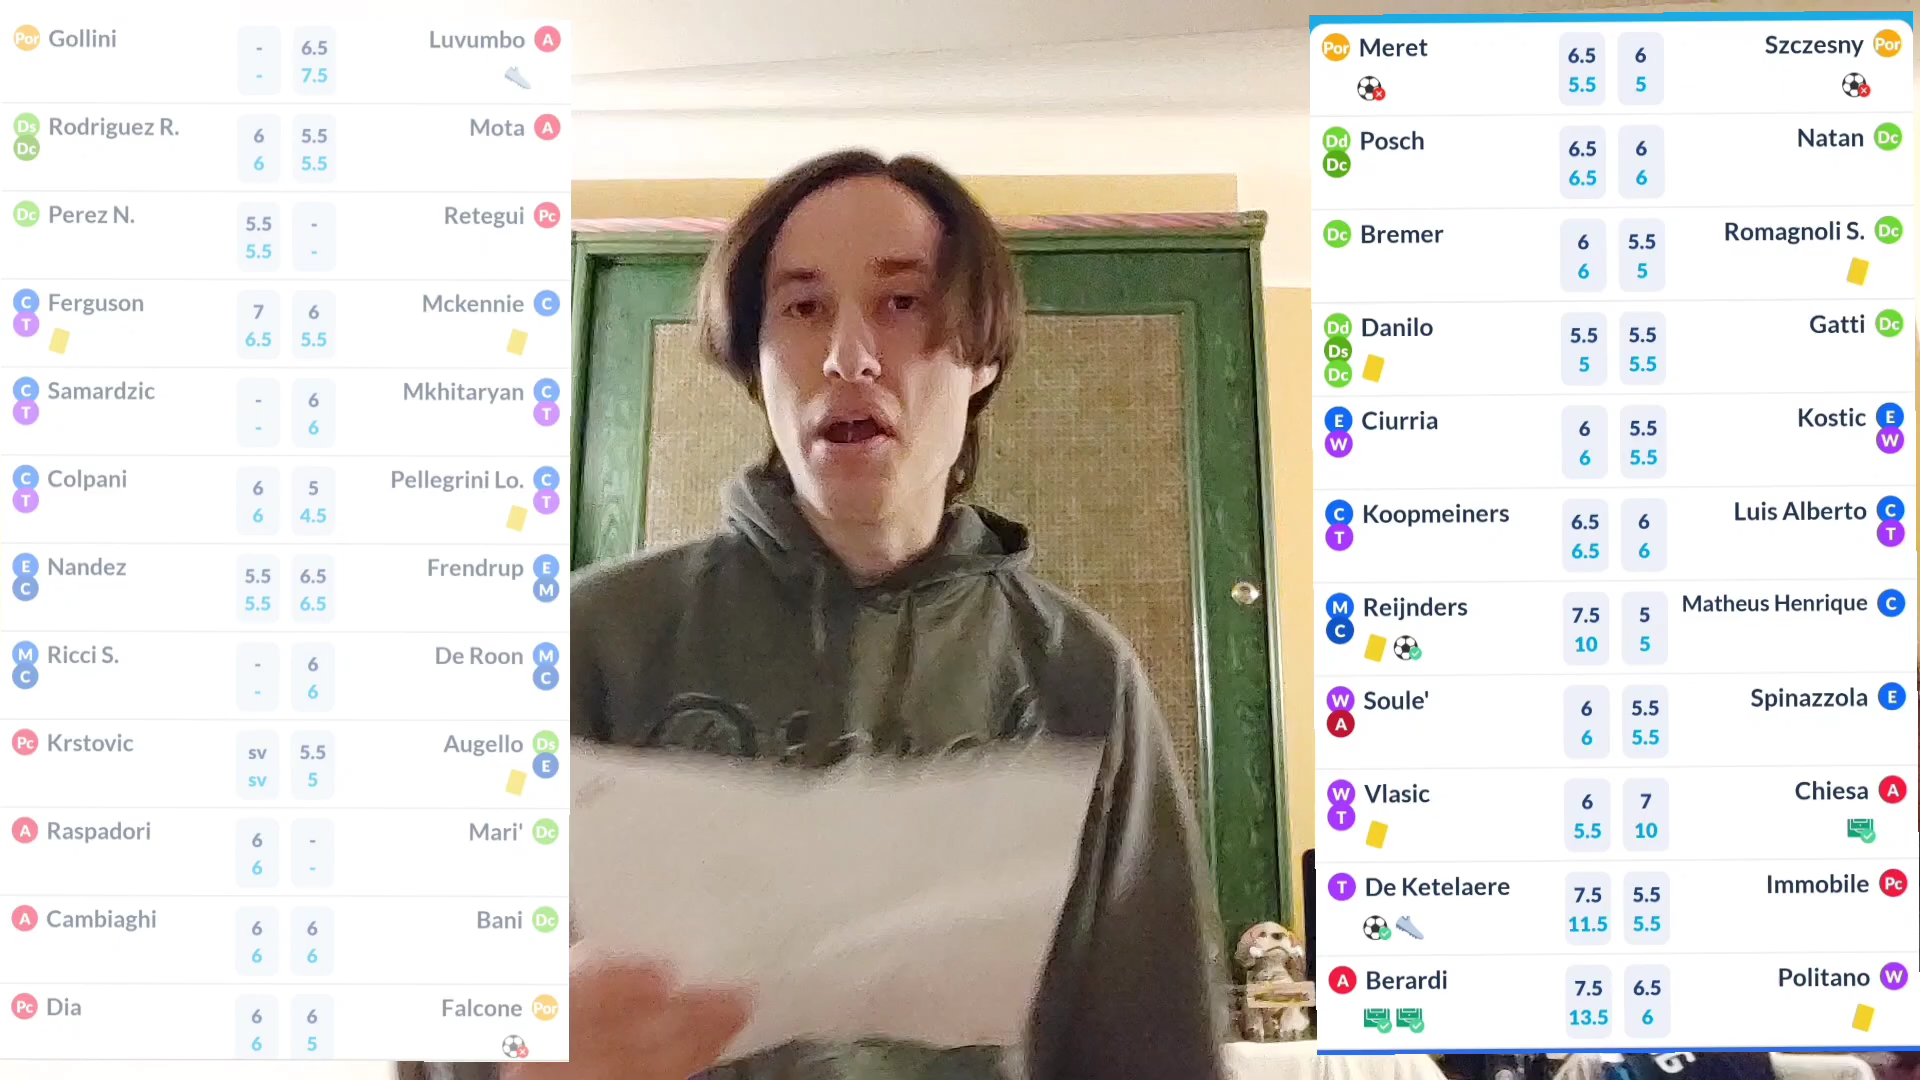 Por Gollini - 6.5 Luvumbo A
- 7.5
Ds Rodriguez R. 6 5.5 Mota A
Dc 6 5.5
Dc Perez N. 5.5 - Retegui Pc
5.5 -
C Ferguson 7 6 Mckennie C
T 6.5 5.5
C Samardzic - 6 Mkhitaryan C
T - 6 T
C Colpani 6 5 Pellegrini Lo. C
T 6 4.5 T
E Nandez 5.5 6.5 Frendrup E
C 5.5 6.5 M
M Ricci S. - 6 De Roon M
C - 6 C
Pc Krstovic sv 5.5 Augello Ds
sv 5 E
A Raspadori 6 - Mari' Dc
6 -
A Cambiaghi 6 6 Bani Dc
6 6
Pc Dia 6 6 Falcone Por
6 5
Por Meret 6.5 6 Szczesny Por
5.5 5
Dd Posch 6.5 6 Natan Dc
Dc 6.5 6
Dc Bremer 6 5.5 Romagnoli S. Dc
6 5
Dd Danilo 5.5 5.5 Gatti Dc
Ds 5 5.5
Dc
E Ciurria 6 5.5 Kostic E
W 6 5.5 W
C Koopmeiners 6.5 6 Luis Alberto C
T 6.5 6 T
M Reijnders 7.5 5 Matheus Henrique C
C 10 5
W Soule' 6 5.5 Spinazzola E
A 6 5.5
W Vlasic 6 7 Chiesa A
T 5.5 10
T De Ketelaere 7.5 5.5 Immobile Pc
11.5 5.5
A Berardi 7.5 6.5 Politano W
13.5 6